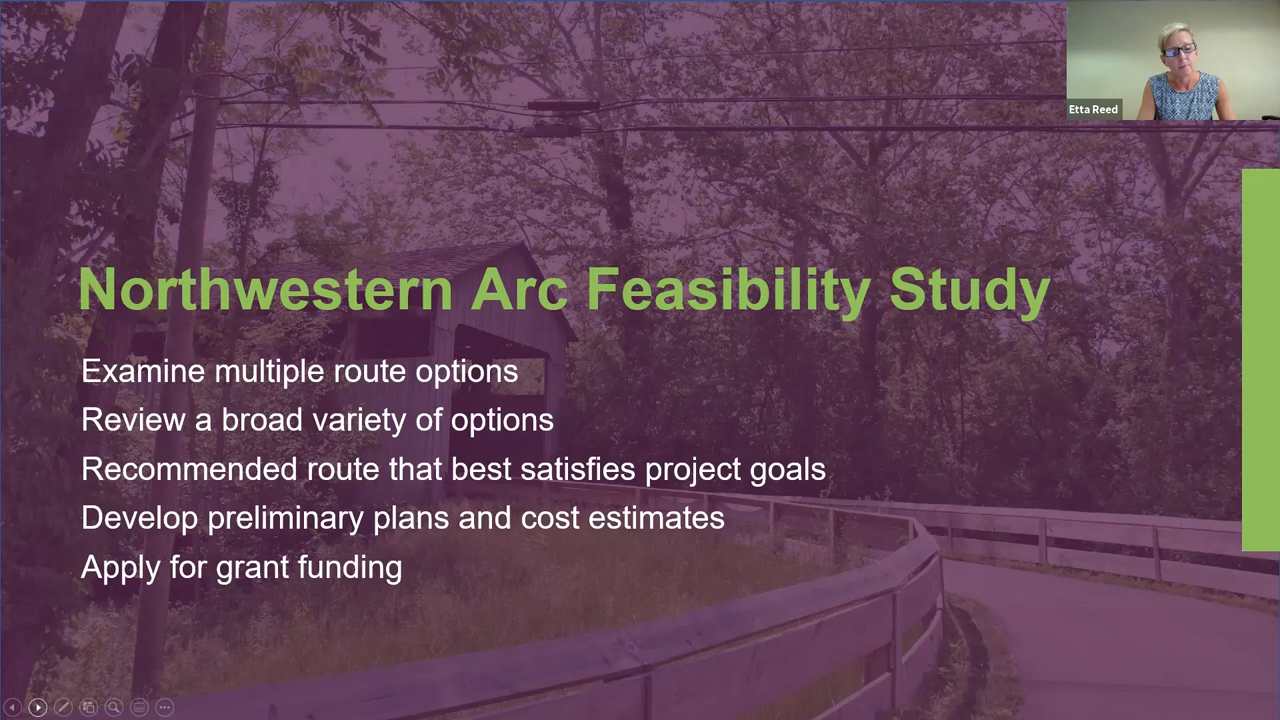 Etta Reed
Northwestern Arc Feasibility Study
Examine multiple route options
Review a broad variety of options
Recommended route that best satisfies project goals
Develop preliminary plans and cost estimates
Apply for grant funding